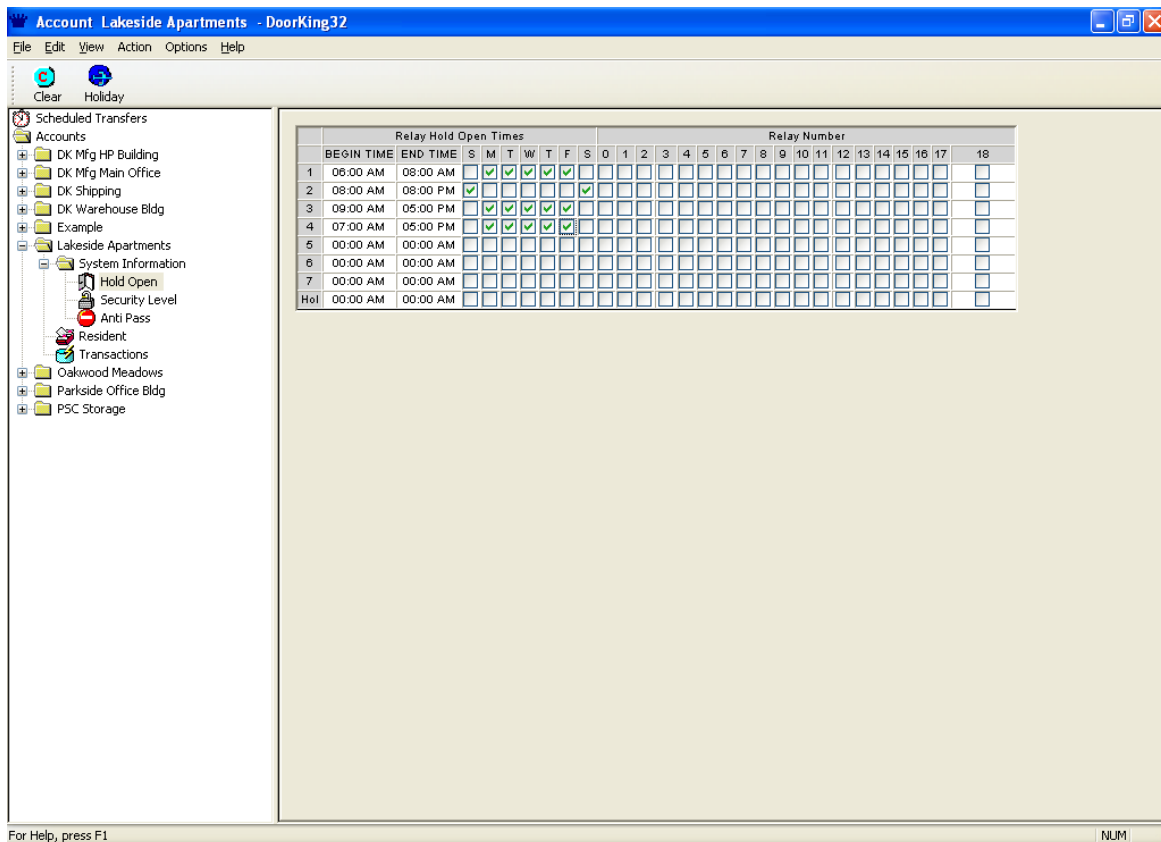 Account Lakeside Apartments - DoorKing32
File Edit View Action Options Help
C
Clear Holiday
Scheduled Transfers
Accounts
DK Mfg HP Building
DK Mfg Main Office
DK Shipping
DK Warehouse Bldg
Example
Lakeside Apartments
System Information
Hold Open
Security Level
Anti Pass
Resident
Transactions
Oakwood Meadows
Parkside Office Bldg
PSC Storage
Relay Hold Open Times Relay Number
BEGIN TIME END TIME S M T W T F S 0 1 2 3 4 5 6 7 8 9 10 11 12 13 14 15 16 17 18
1 06:00 AM 08:00 AM
2 08:00 AM 08:00 PM
3 09:00 AM 05:00 PM
4 07:00 AM 05:00 PM
5 00:00 AM 00:00 AM
6 00:00 AM 00:00 AM
7 00:00 AM 00:00 AM
Hol 00:00 AM 00:00 AM
For Help, press F1
NUM